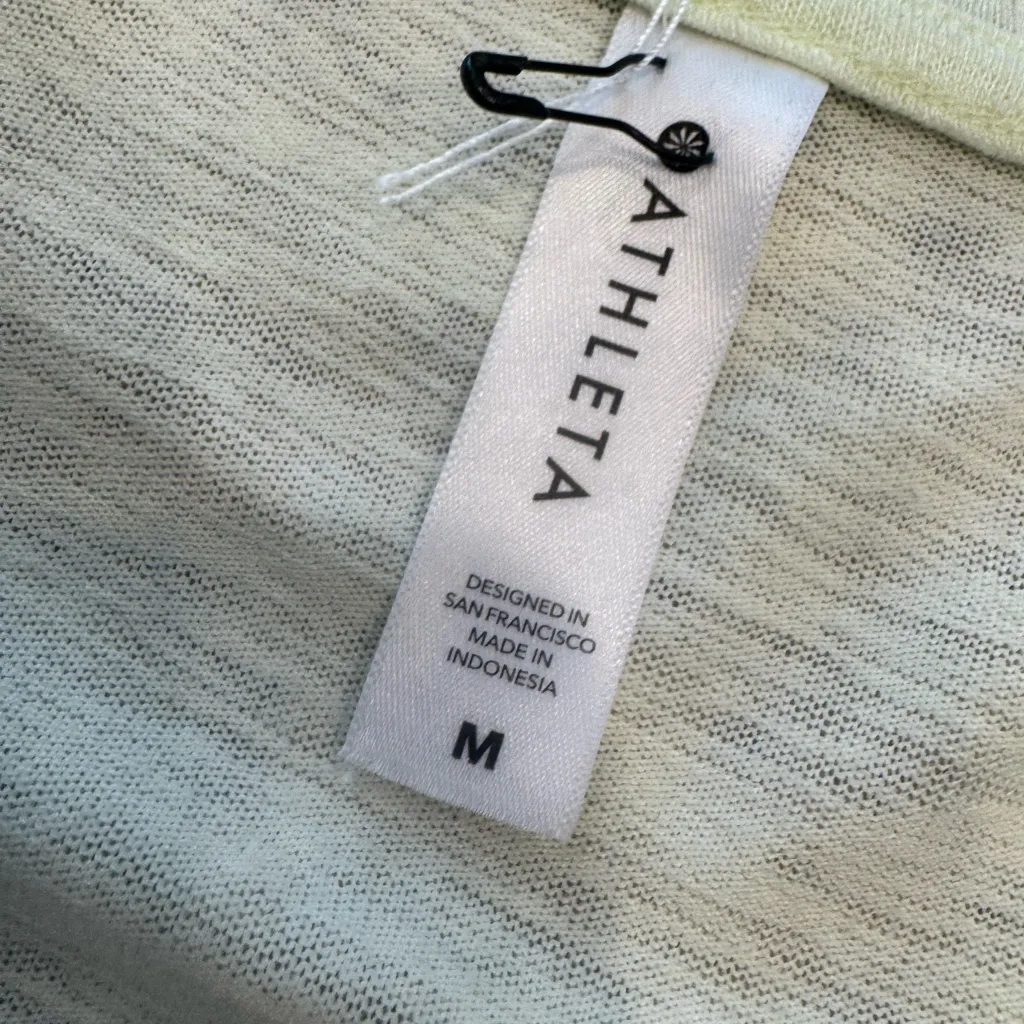 ATHLETA
DESIGNED IN
SAN FRANCISCO
MADE IN
INDONESIA
M